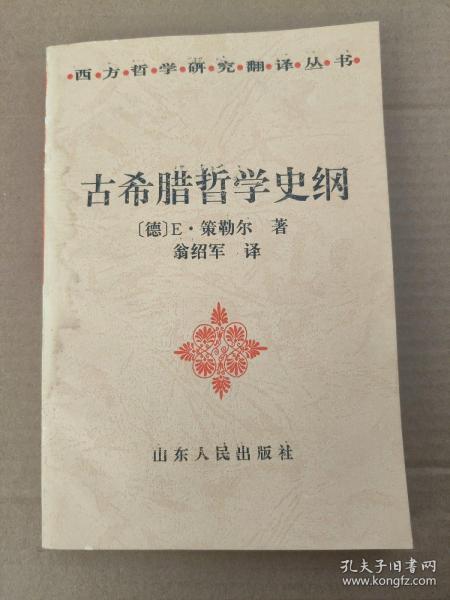 ·西·方·哲·学·研·究·翻·译·丛·书·
古希腊哲学史纲
〔德〕E·策勒尔 著
翁绍军 译
山东人民出版社
孔夫子旧书网
www.kongfz.com